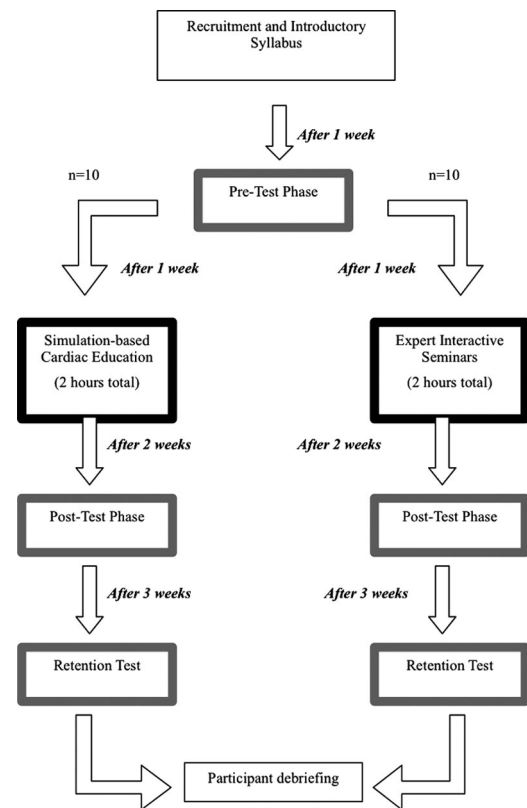 Recruitment and Introductory
Syllabus
After 1 week
n=10
Pre-Test Phase
n=10
After 1 week
After 1 week
Simulation-based
Cardiac Education
(2 hours total)
Expert Interactive
Seminars
(2 hours total)
After 2 weeks
After 2 weeks
Post-Test Phase
Post-Test Phase
After 3 weeks
After 3 weeks
Retention Test
Retention Test
Participant debriefing